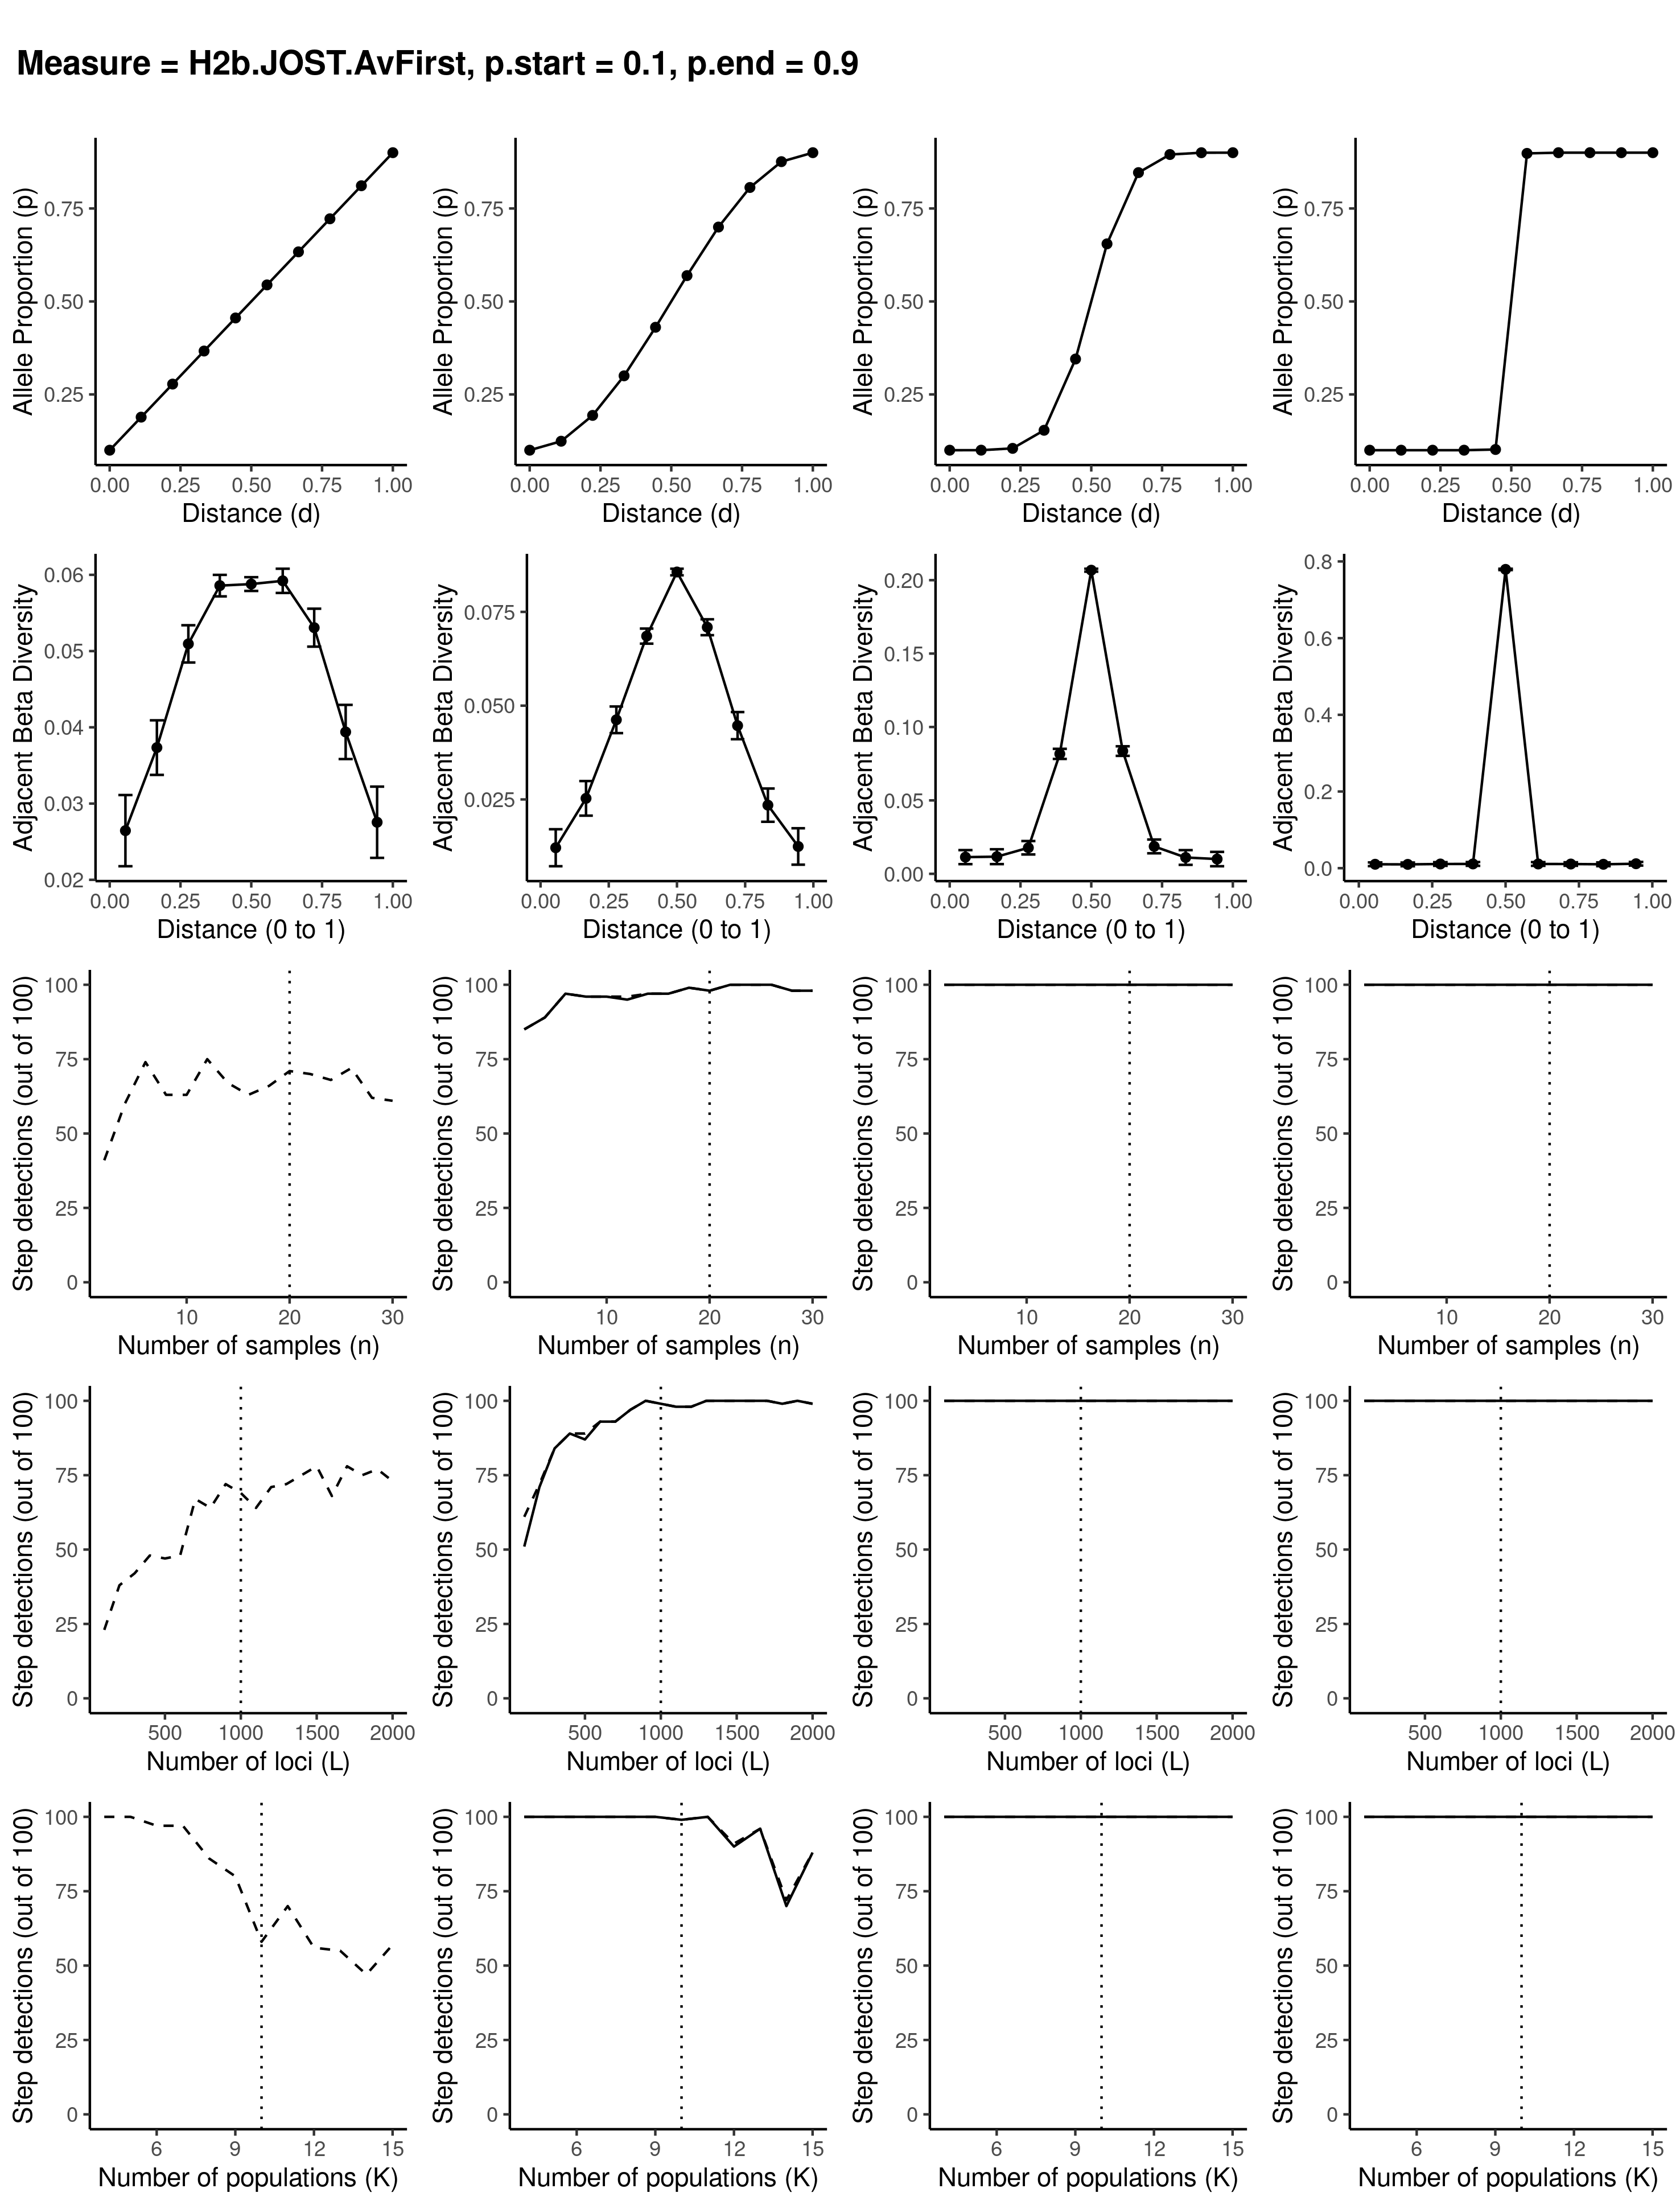 Measure = H2b.JOST.AvFirst, p.start = 0.1, p.end = 0.9
Allele Proportion (p)
0.75
0.50
0.25
0.00 0.25 0.50 0.75 1.00
Distance (d)
Allele Proportion (p)
0.75
0.50
0.25
0.00 0.25 0.50 0.75 1.00
Distance (d)
Allele Proportion (p)
0.75
0.50
0.25
0.00 0.25 0.50 0.75 1.00
Distance (d)
Allele Proportion (p)
0.75
0.50
0.25
0.00 0.25 0.50 0.75 1.00
Distance (d)
Adjacent Beta Diversity
0.06
0.05
0.04
0.03
0.02
0.00 0.25 0.50 0.75 1.00
Distance (0 to 1)
Adjacent Beta Diversity
0.075
0.050
0.025
0.00 0.25 0.50 0.75 1.00
Distance (0 to 1)
Adjacent Beta Diversity
0.20
0.15
0.10
0.05
0.00
0.00 0.25 0.50 0.75 1.00
Distance (0 to 1)
Adjacent Beta Diversity
0.8
0.6
0.4
0.2
0.0
0.00 0.25 0.50 0.75 1.00
Distance (0 to 1)
Step detections (out of 100)
100
75
50
25
0
10 20 30
Number of samples (n)
Step detections (out of 100)
100
75
50
25
0
10 20 30
Number of samples (n)
Step detections (out of 100)
100
75
50
25
0
10 20 30
Number of samples (n)
Step detections (out of 100)
100
75
50
25
0
10 20 30
Number of samples (n)
Step detections (out of 100)
100
75
50
25
0
500 1000 1500 2000
Number of loci (L)
Step detections (out of 100)
100
75
50
25
0
500 1000 1500 2000
Number of loci (L)
Step detections (out of 100)
100
75
50
25
0
500 1000 1500 2000
Number of loci (L)
Step detections (out of 100)
100
75
50
25
0
500 1000 1500 2000
Number of loci (L)
Step detections (out of 100)
100
75
50
25
0
6 9 12 15
Number of populations (K)
Step detections (out of 100)
100
75
50
25
0
6 9 12 15
Number of populations (K)
Step detections (out of 100)
100
75
50
25
0
6 9 12 15
Number of populations (K)
Step detections (out of 100)
100
75
50
25
0
6 9 12 15
Number of populations (K)